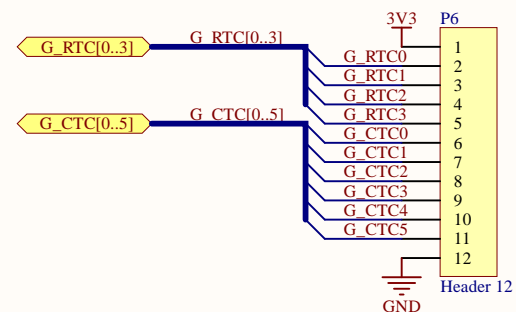 3V3 P6
G_RTC[0..3] G_RTC[0..3] 1
G_RTC0 2
G_RTC1 3
G_RTC2 4
G_RTC3 5
G_CTC[0..5] G_CTC[0..5]
G_CTC0 6
G_CTC1 7
G_CTC2 8
G_CTC3 9
G_CTC4 10
G_CTC5 11
12
Header 12
GND